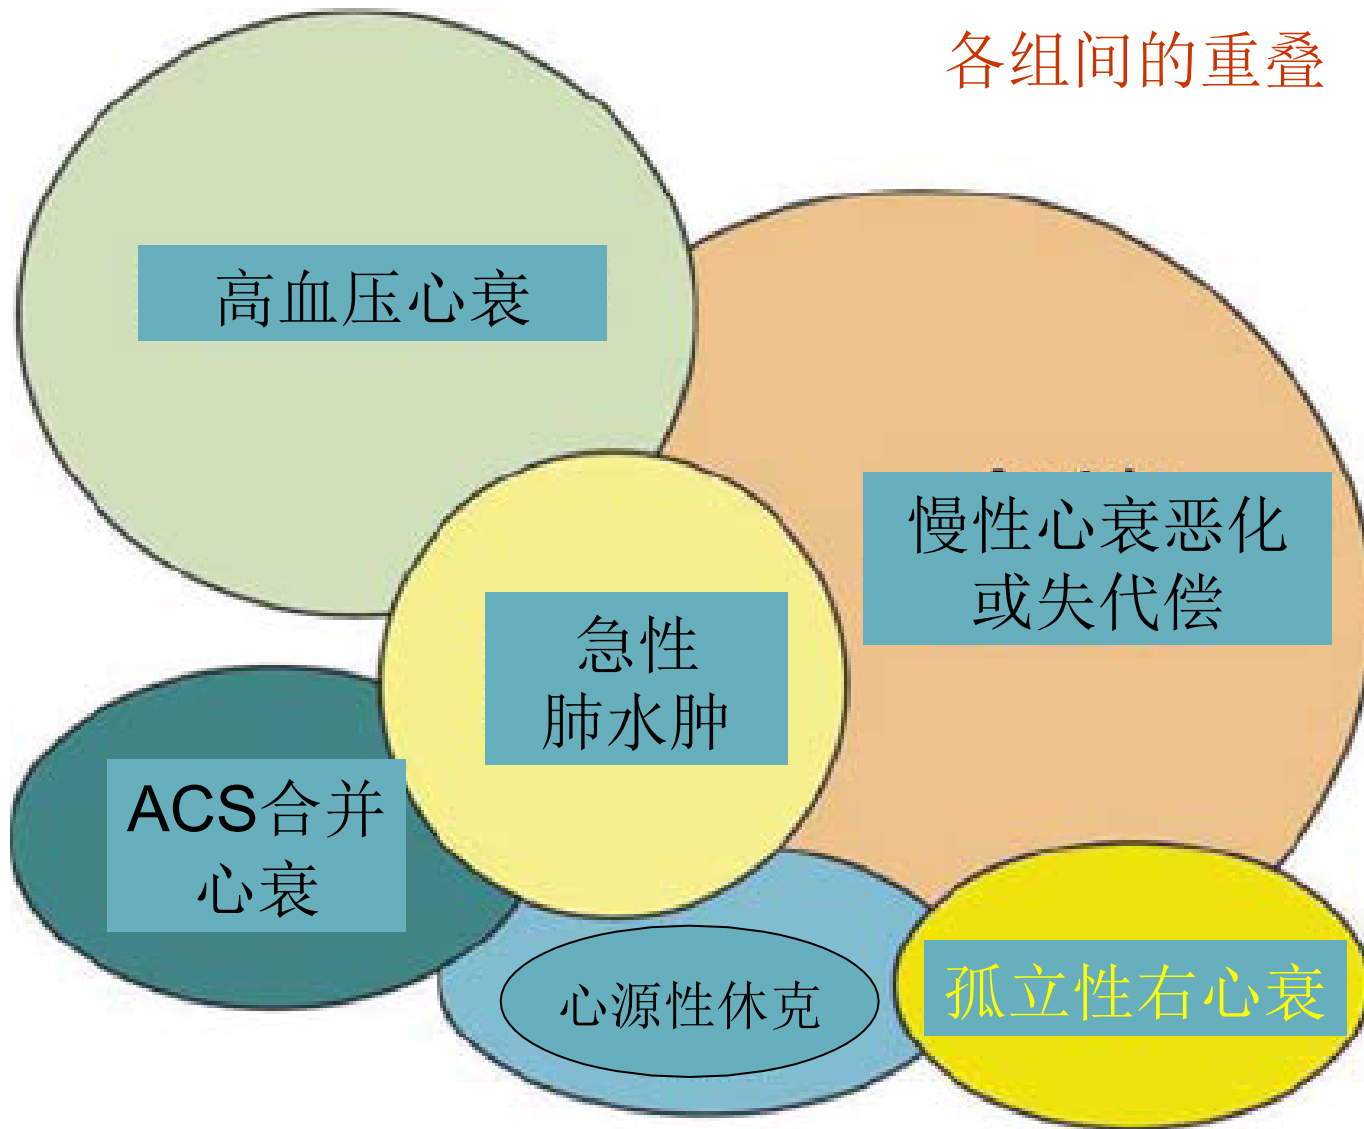 各组间的重叠
高血压心衰
慢性心衰恶化
或失代偿
急性
肺水肿
ACS合并
心衰
心源性休克
孤立性右心衰